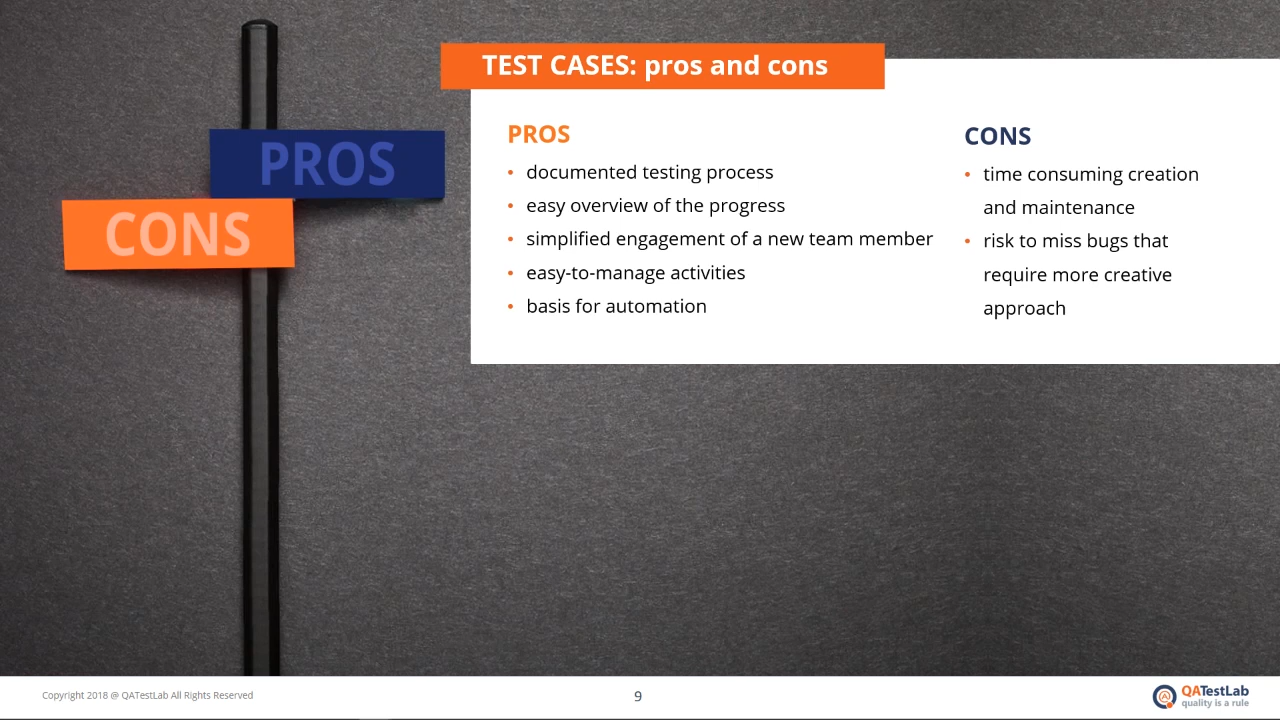 TEST CASES: pros and cons
PROS
CONS
PROS
• documented testing process
• easy overview of the progress
• simplified engagement of a new team member
• easy-to-manage activities
• basis for automation
CONS
• time consuming creation
and maintenance
• risk to miss bugs that
require more creative
approach
Copyright 2018 @ QATestLab All Rights Reserved
9
QATestLab
quality is a rule